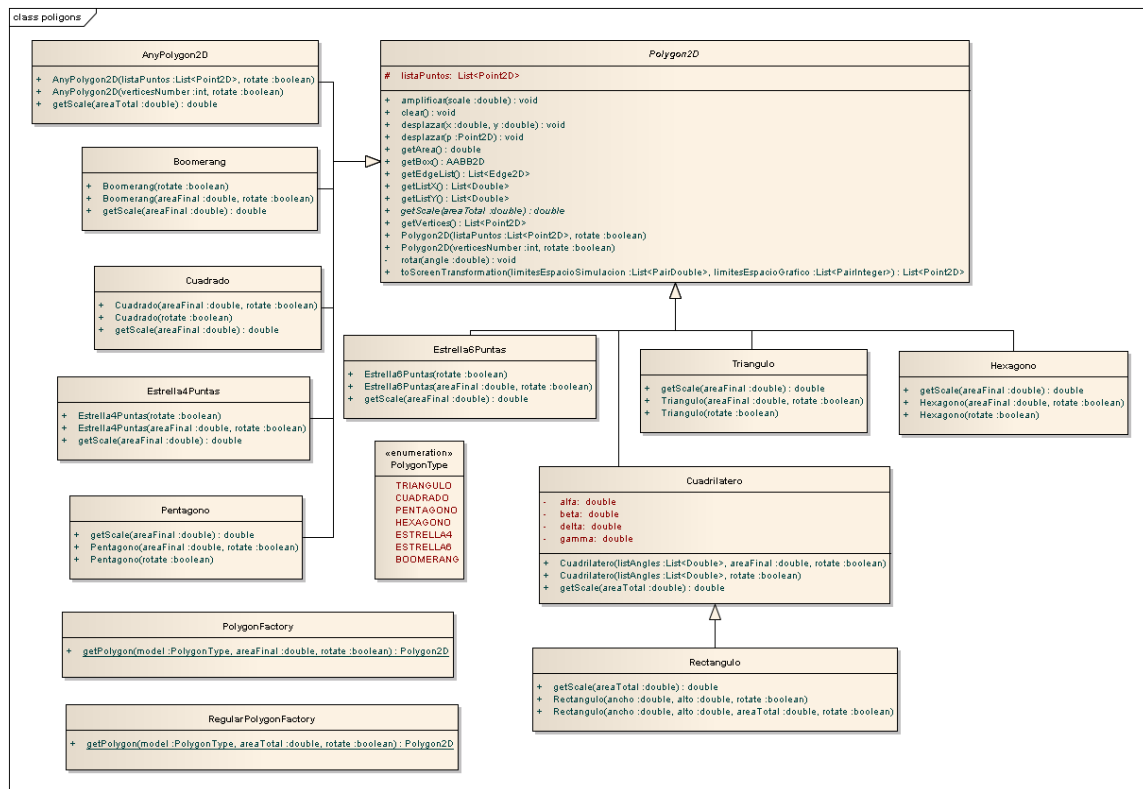 class poligons
AnyPolygon2D
+ AnyPolygon2D(listaPuntos :List<Point2D>, rotate :boolean)
+ AnyPolygon2D(verticesNumber :int, rotate :boolean)
+ getScale(areaTotal :double) : double
Boomerang
+ Boomerang(rotate :boolean)
+ Boomerang(areaFinal :double, rotate :boolean)
+ getScale(areaFinal :double) : double
Cuadrado
+ Cuadrado(areaFinal :double, rotate :boolean)
+ Cuadrado(rotate :boolean)
+ getScale(areaFinal :double) : double
Estrella4Puntas
+ Estrella4Puntas(rotate :boolean)
+ Estrella4Puntas(areaFinal :double, rotate :boolean)
+ getScale(areaFinal :double) : double
Pentagono
+ getScale(areaFinal :double) : double
+ Pentagono(areaFinal :double, rotate :boolean)
+ Pentagono(rotate :boolean)
PolygonFactory
+ getPolygon(model :PolygonType, areaFinal :double, rotate :boolean) : Polygon2D
RegularPolygonFactory
+ getPolygon(model :PolygonType, areaTotal :double, rotate :boolean) : Polygon2D
Polygon2D
# listaPuntos: List<Point2D>
+ amplificar(scale :double) : void
+ clear() : void
+ desplazar(x :double, y :double) : void
+ desplazar(p :Point2D) : void
+ getArea() : double
+ getBox() : AABB2D
+ getEdgeList() : List<Edge2D>
+ getListX() : List<Double>
+ getListY() : List<Double>
+ getScale(areaTotal :double) : double
+ getVertices() : List<Point2D>
+ Polygon2D(listaPuntos :List<Point2D>, rotate :boolean)
+ Polygon2D(verticesNumber :int, rotate :boolean)
- rotar(angle :double) : void
+ toScreenTransformation(limitesEspacioSimulacion :List<PairDouble>, limitesEspacioGrafico :List<PairInteger>) : List<Point2D>
Estrella6Puntas
+ Estrella6Puntas(rotate :boolean)
+ Estrella6Puntas(areaFinal :double, rotate :boolean)
+ getScale(areaFinal :double) : double
Triangulo
+ getScale(areaFinal :double) : double
+ Triangulo(areaFinal :double, rotate :boolean)
+ Triangulo(rotate :boolean)
Hexagono
+ getScale(areaFinal :double) : double
+ Hexagono(areaFinal :double, rotate :boolean)
+ Hexagono(rotate :boolean)
«enumeration»
PolygonType
TRIANGULO
CUADRADO
PENTAGONO
HEXAGONO
ESTRELLA4
ESTRELLA6
BOOMERANG
Cuadrilatero
- alfa: double
- beta: double
- delta: double
- gamma: double
+ Cuadrilatero(listAngles :List<Double>, areaFinal :double, rotate :boolean)
+ Cuadrilatero(listAngles :List<Double>, rotate :boolean)
+ getScale(areaTotal :double) : double
Rectangulo
+ getScale(areaTotal :double) : double
+ Rectangulo(ancho :double, alto :double, rotate :boolean)
+ Rectangulo(ancho :double, alto :double, areaTotal :double, rotate :boolean)